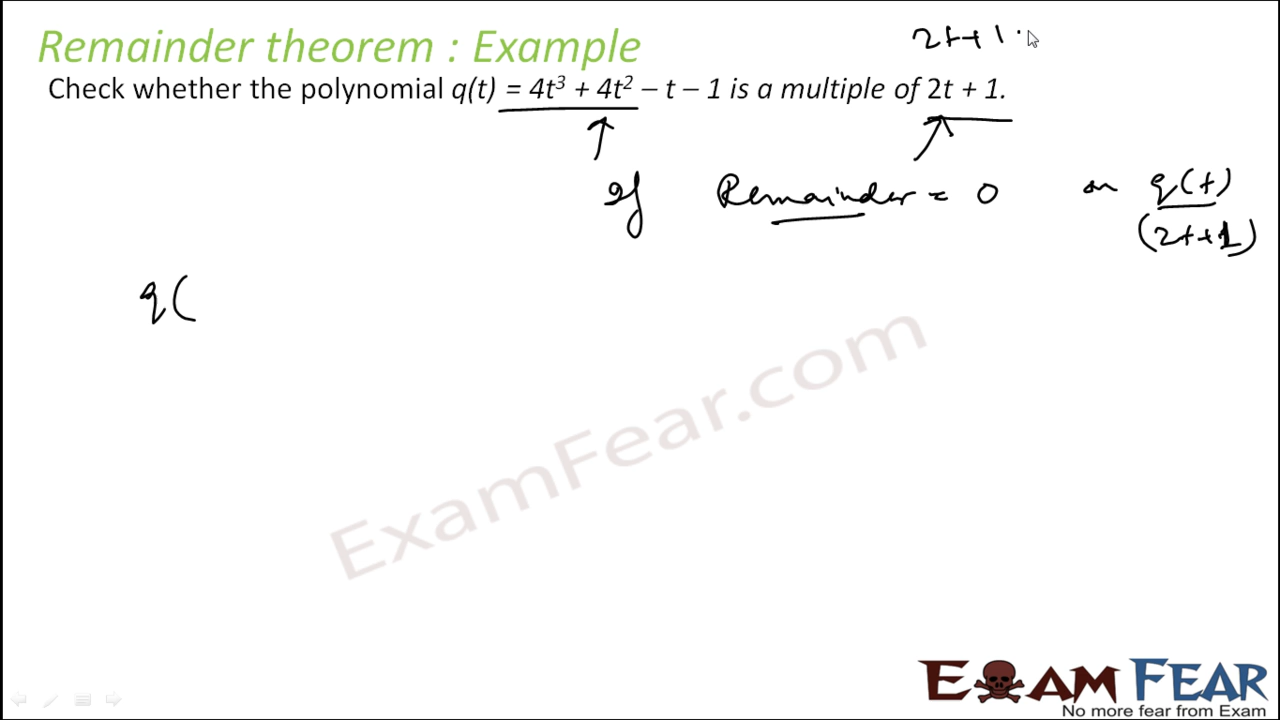 Remainder theorem : Example
2t+1
Check whether the polynomial q(t) = 4t³ + 4t² – t – 1 is a multiple of 2t + 1.
If Remainder = 0 on q(t)
(2t+1)
q(
ExamFear.com
EXAM FEAR
No more fear from Exam